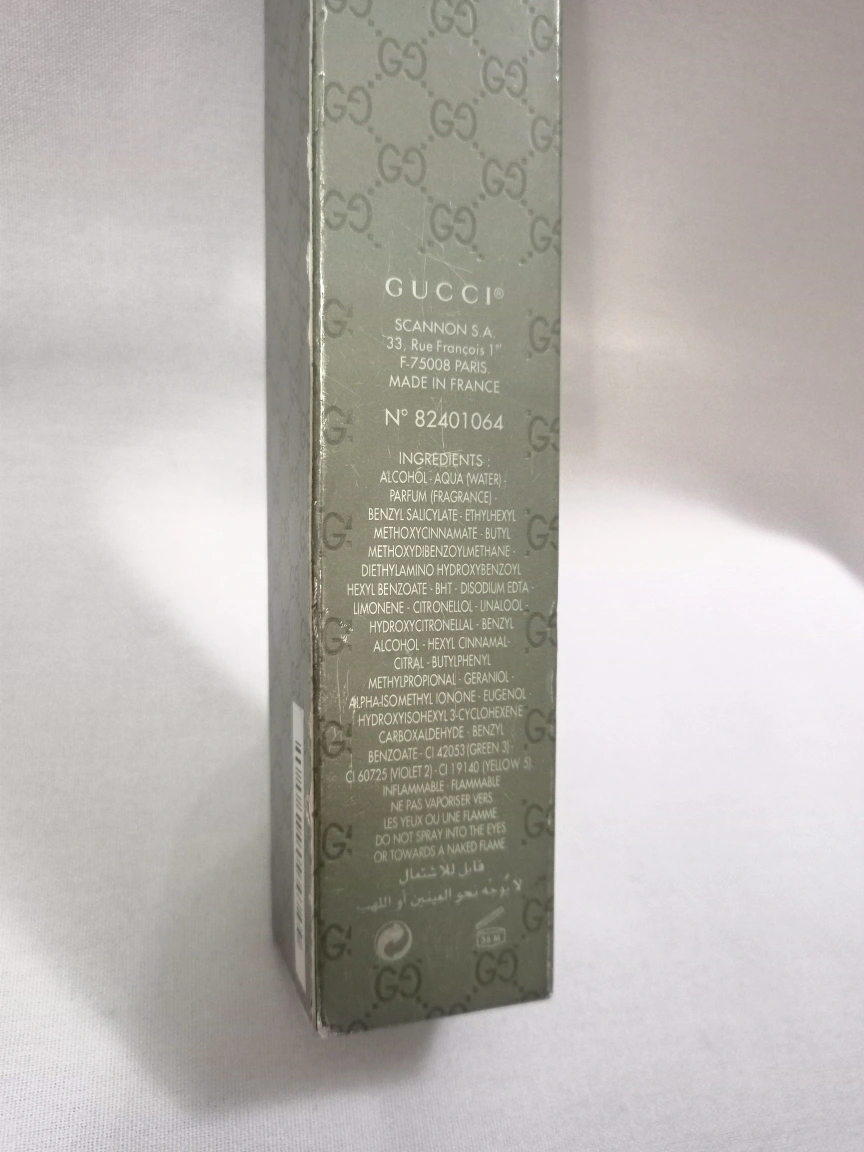 GUCCI®
SCANNON S.A.
33, Rue François 1er
F-75008 PARIS.
MADE IN FRANCE
N° 82401064
INGREDIENTS :
ALCOHOL - AQUA (WATER) -
PARFUM (FRAGRANCE) -
BENZYL SALICYLATE - ETHYLHEXYL
METHOXYCINNAMATE - BUTYL
METHOXYDIBENZOYLMETHANE -
DIETHYLAMINO HYDROXYBENZOYL
HEXYL BENZOATE - BHT - DISODIUM EDTA -
LIMONENE - CITRONELLOL - LINALOOL -
HYDROXYCITRONELLAL - BENZYL
ALCOHOL - HEXYL CINNAMAL -
CITRAL - BUTYLPHENYL
METHYLPROPIONAL - GERANIOL -
ALPHA-ISOMETHYL IONONE - EUGENOL -
HYDROXYISOHEXYL 3-CYCLOHEXENE
CARBOXALDEHYDE - BENZYL
BENZOATE - CI 42053 (GREEN 3) -
CI 60725 (VIOLET 2) - CI 19140 (YELLOW 5).
INFLAMMABLE - FLAMMABLE
NE PAS VAPORISER VERS
LES YEUX OU UNE FLAMME.
DO NOT SPRAY INTO THE EYES
OR TOWARDS A NAKED FLAME.
قابل للاشتعال
لا يُوجّه نحو العينين أو اللهب
36 M